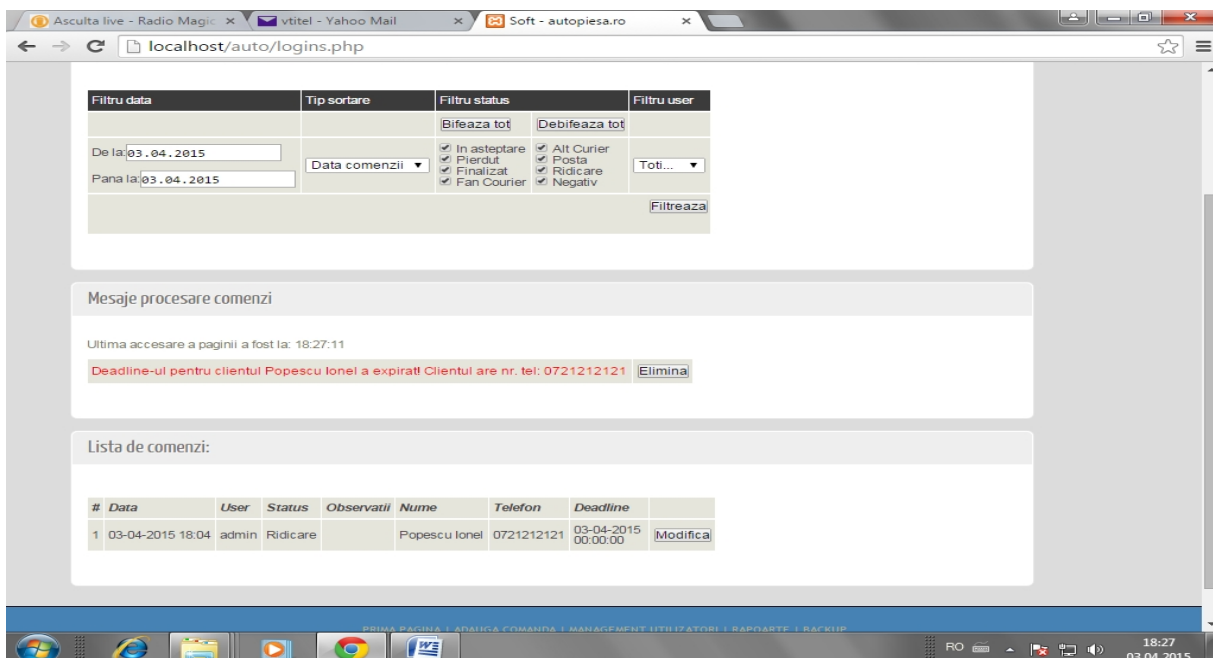 Asculta live - Radio Magic
vtitel - Yahoo Mail
Soft - autopiesa.ro
localhost/auto/logins.php
Filtru data Tip sortare Filtru status Filtru user
Bifeaza tot Debifeaza tot
De la: 03.04.2015
Pana la: 03.04.2015
Data comenzii
In asteptare Alt Curier
Pierdut Posta
Finalizat Ridicare
Fan Courier Negativ
Toti...
Filtreaza
Mesaje procesare comenzi
Ultima accesare a paginii a fost la: 18:27:11
Deadline-ul pentru clientul Popescu Ionel a expirat! Clientul are nr. tel: 0721212121 Elimina
Lista de comenzi:
# Data User Status Observatii Nume Telefon Deadline
1 03-04-2015 18:04 admin Ridicare Popescu Ionel 0721212121 03-04-2015 00:00:00 Modifica
PRIMA PAGINA | ADAUGA COMANDA | MANAGEMENT UTILIZATORI | RAPOARTE | BACKUP
RO
18:27
03.04.2015